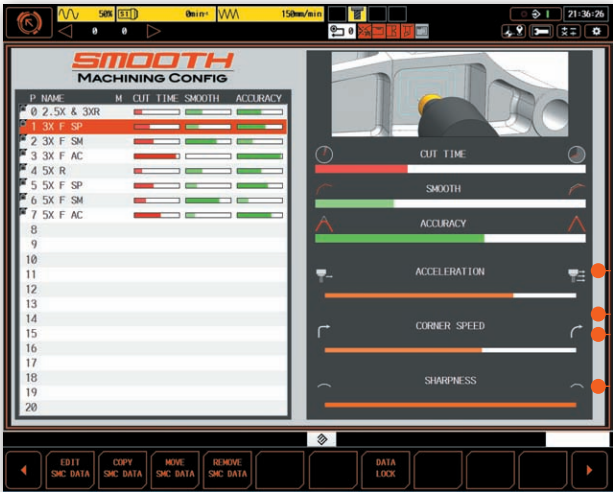 50% 0min⁻¹ 150mm/min 21:36:26
0 0 0
SMOOTH
MACHINING CONFIG
P NAME M CUT TIME SMOOTH ACCURACY
0 2.5X & 3XR
1 3X F SP
2 3X F SM
3 3X F AC
4 5X R
5 5X F SP
6 5X F SM
7 5X F AC
8
9
10
11
12
13
14
15
16
17
18
19
20
CUT TIME
SMOOTH
ACCURACY
ACCELERATION
CORNER SPEED
SHARPNESS
EDIT SMC DATA
COPY SMC DATA
MOVE SMC DATA
REMOVE SMC DATA
DATA LOCK